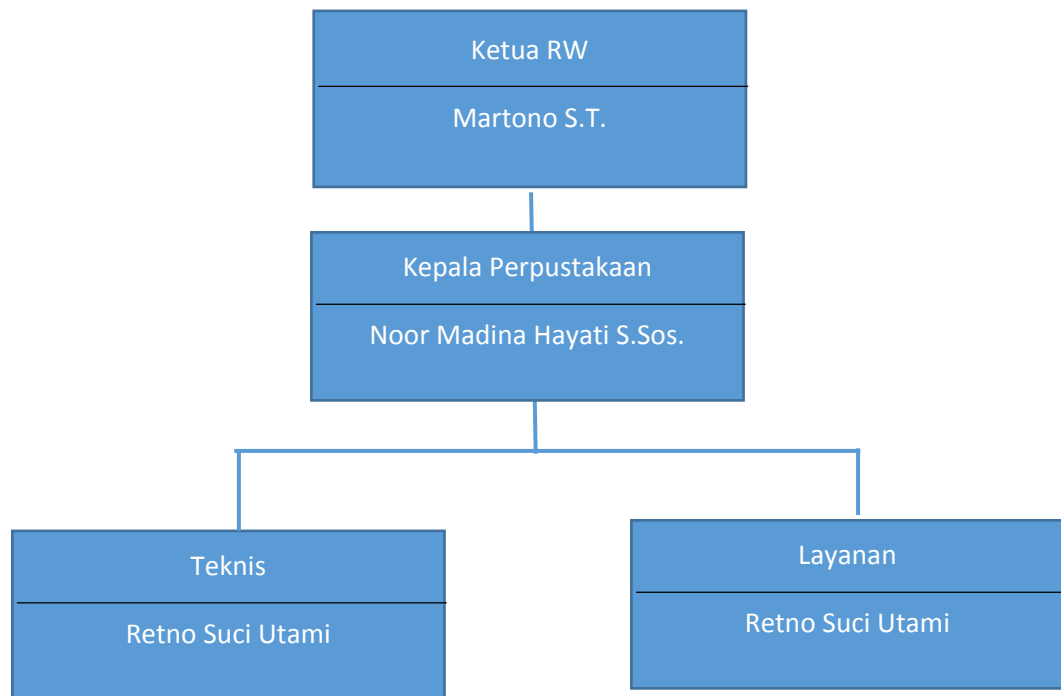 Ketua RW
Martono S.T.
Kepala Perpustakaan
Noor Madina Hayati S.Sos.
Teknis
Retno Suci Utami
Layanan
Retno Suci Utami